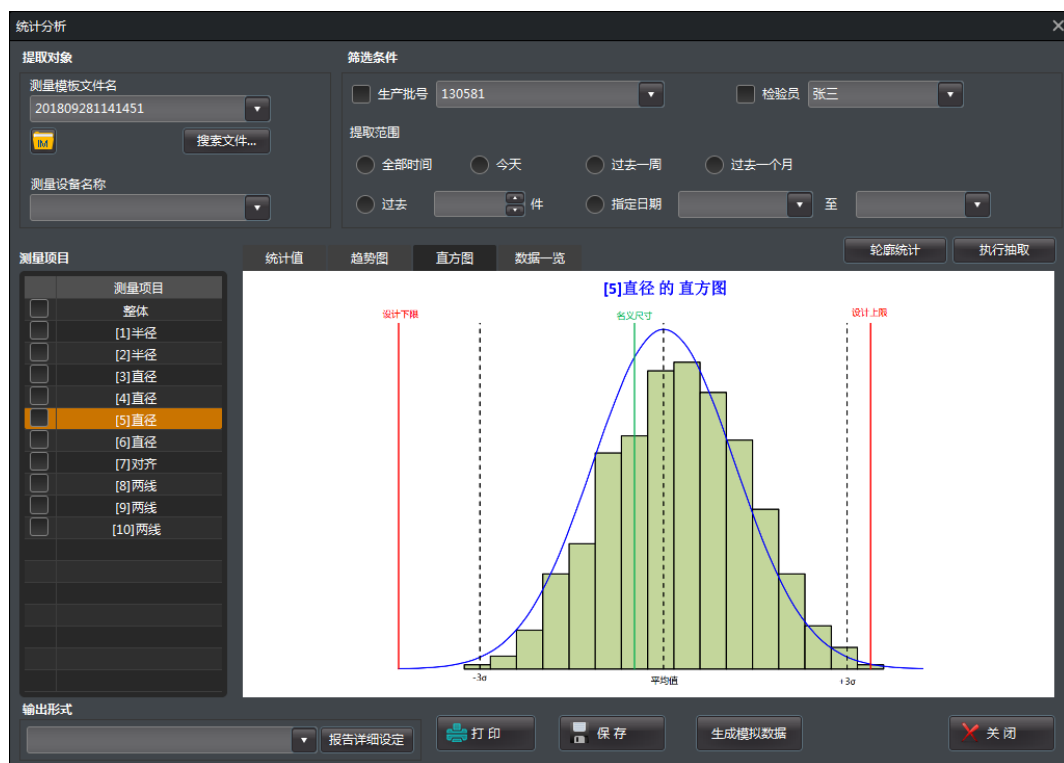 统计分析
提取对象
测量模板文件名
201809281141451
IM
搜素文件...
测量设备名称
筛选条件
生产批号 130581 检验员 张三
提取范围
全部时间 今天 过去一周 过去一个月
过去 件 指定日期 至
轮廓统计 执行抽取
测量项目
统计值 趋势图 直方图 数据一览
测量项目
整体
[1]半径
[2]半径
[3]直径
[4]直径
[5]直径
[6]直径
[7]对齐
[8]两线
[9]两线
[10]两线
[5]直径 的 直方图
设计下限 名义尺寸 设计上限
-3σ 平均值 +3σ
输出形式
报告详细设定 打 印 保 存 生成模拟数据 关 闭